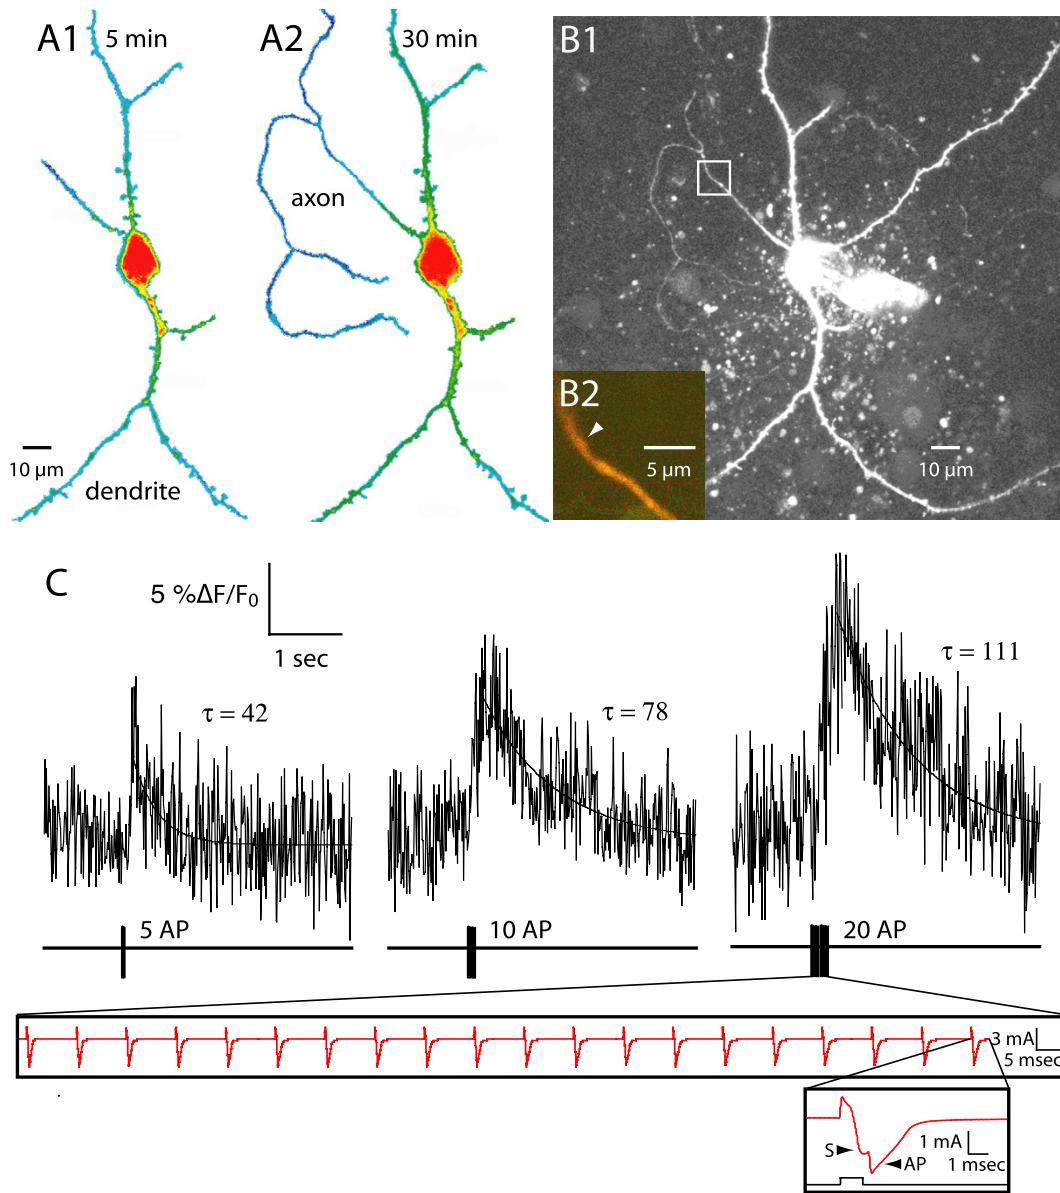 A1
5 min
A2
30 min
B1
axon
10 µm
dendrite
B2
5 µm
10 µm
C
5 %ΔF/F0
1 sec
τ = 42
τ = 78
τ = 111
5 AP
10 AP
20 AP
3 mA
5 msec
S
AP
1 mA
1 msec